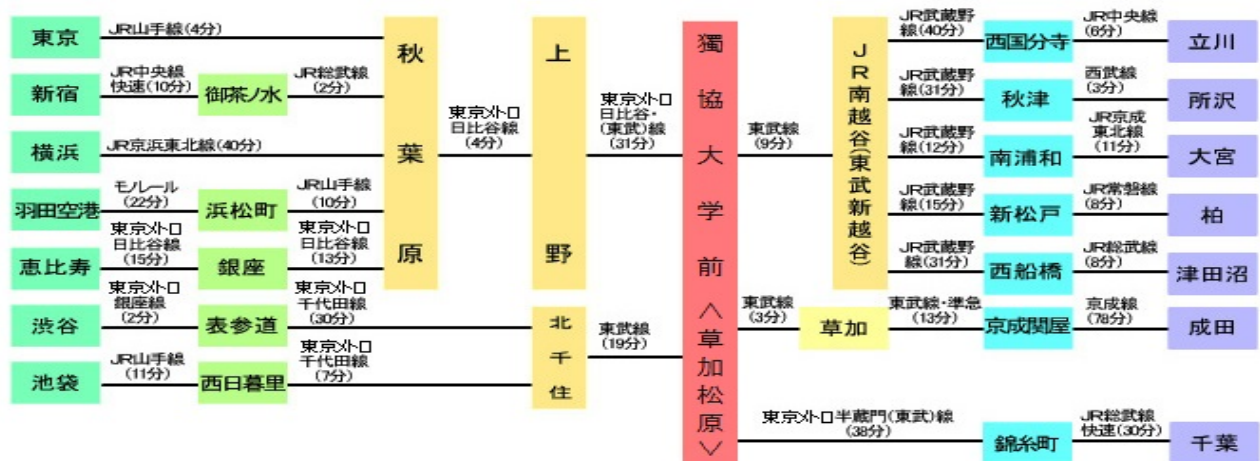 東京
JR山手線(4分)
新宿
JR中央線
快速(10分)
御茶ノ水
JR総武線
(2分)
横浜
JR京浜東北線(40分)
羽田空港
モノレール
(22分)
浜松町
JR山手線
(10分)
恵比寿
東京メトロ
日比谷線
(15分)
銀座
東京メトロ
日比谷線
(13分)
渋谷
東京メトロ
銀座線
(2分)
表参道
東京メトロ
千代田線
(30分)
池袋
JR山手線
(11分)
西日暮里
東京メトロ
千代田線
(7分)
秋葉原
東京メトロ
日比谷線
(4分)
上野
東京メトロ
日比谷・
(東武)線
(31分)
北千住
東武線
(19分)
獨協大学前<草加松原>
東武線
(9分)
JR南越谷(東武新越谷)
JR武蔵野
線(40分)
西国分寺
JR中央線
(6分)
立川
JR武蔵野
線(31分)
秋津
西武線
(3分)
所沢
JR武蔵野
線(12分)
南浦和
JR京成
東北線
(11分)
大宮
JR武蔵野
線(15分)
新松戸
JR常磐線
(8分)
柏
JR武蔵野
線(31分)
西船橋
JR総武線
(8分)
津田沼
東武線
(3分)
草加
東武線・準急
(13分)
京成関屋
京成線
(78分)
成田
東京メトロ半蔵門(東武)線
(38分)
錦糸町
JR総武線
快速(30分)
千葉